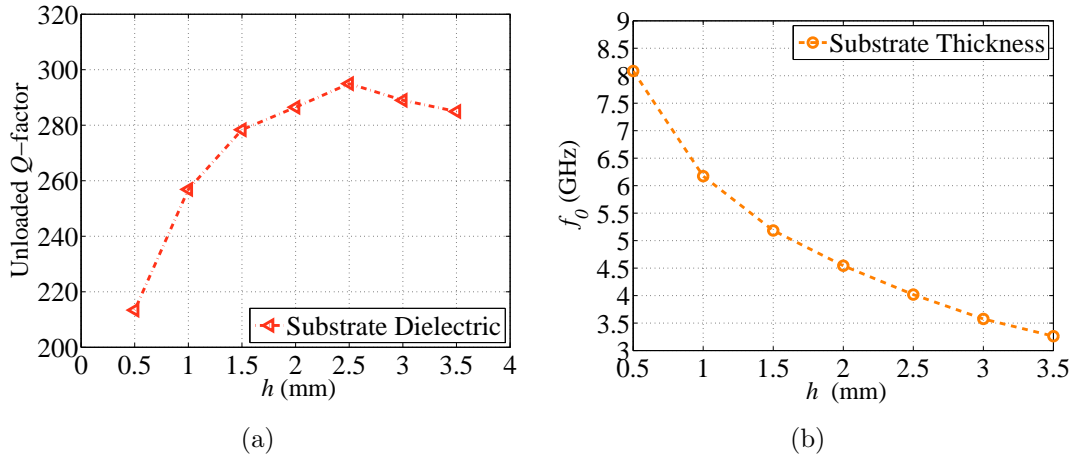 320
300
280
260
240
220
200
0 0.5 1 1.5 2 2.5 3 3.5 4
Unloaded Q−factor
h (mm)
Substrate Dielectric
(a)
9
8.5
8
7.5
7
6.5
6
5.5
5
4.5
4
3.5
3
0.5 1 1.5 2 2.5 3 3.5
f0 (GHz)
h (mm)
Substrate Thickness
(b)